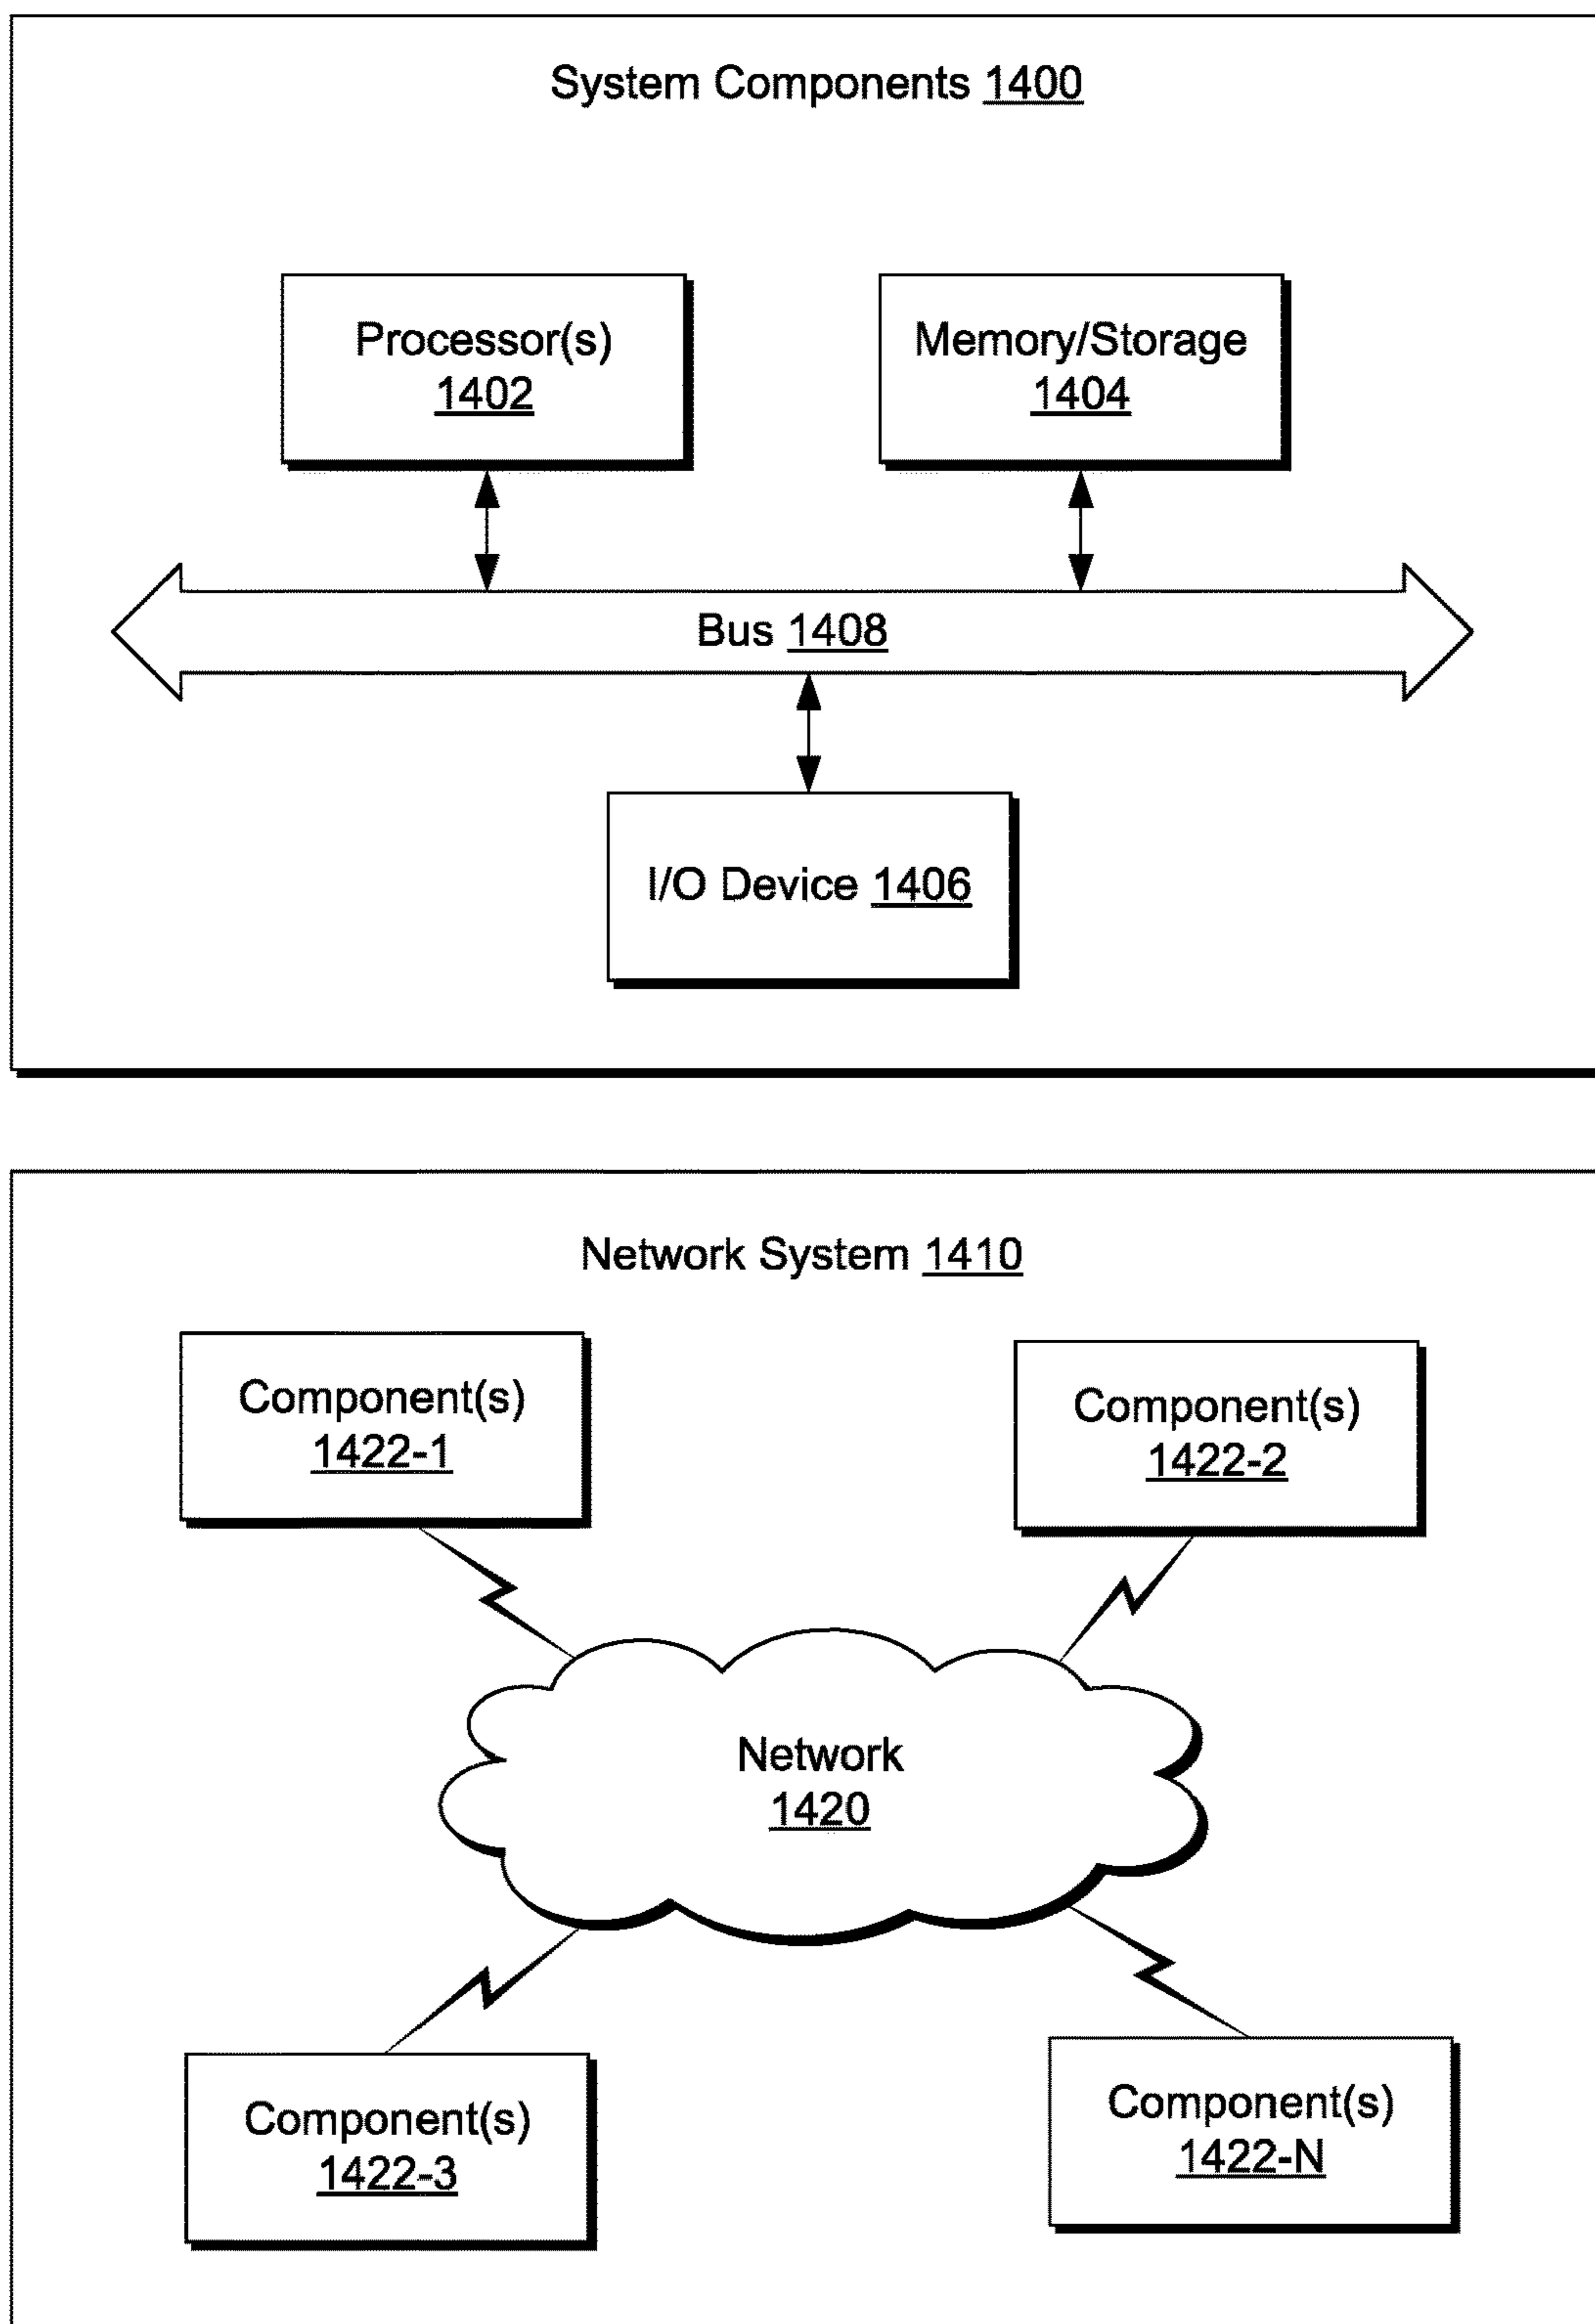 System Components 1400
Processor(s)
1402
Memory/Storage
1404
Bus 1408
I/O Device 1406
Network System 1410
Component(s)
1422-1
Component(s)
1422-2
Network
1420
Component(s)
1422-3
Component(s)
1422-N